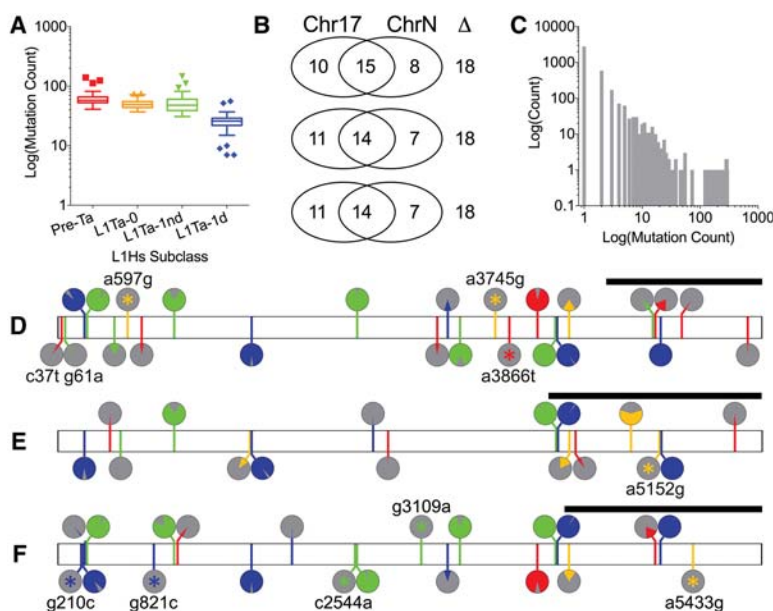 A
Log(Mutation Count)
1000
100
10
1
Pre-Ta
L1Ta-0
L1Ta-1nd
L1Ta-1d
L1Hs Subclass
B
Chr17 ChrN Δ
10 15 8 18
11 14 7 18
11 14 7 18
C
Log(Count)
10000
1000
100
10
1
0.1
1 10 100 1000
Log(Mutation Count)
a597g a3745g
D
c37t g61a a3866t
E
a5152g
g3109a
F
g210c g821c c2544a a5433g